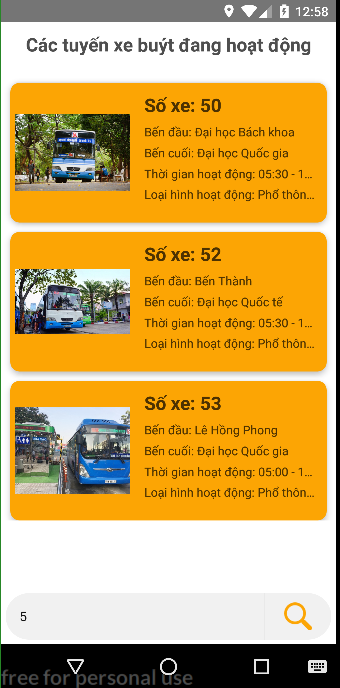 12:58
Các tuyến xe buýt đang hoạt động
Số xe: 50
Bến đầu: Đại học Bách khoa
Bến cuối: Đại học Quốc gia
Thời gian hoạt động: 05:30 - 1...
Loại hình hoạt động: Phổ thôn...
Số xe: 52
Bến đầu: Bến Thành
Bến cuối: Đại học Quốc tế
Thời gian hoạt động: 05:30 - 1...
Loại hình hoạt động: Phổ thôn...
Số xe: 53
Bến đầu: Lê Hồng Phong
Bến cuối: Đại học Quốc gia
Thời gian hoạt động: 05:00 - 1...
Loại hình hoạt động: Phổ thôn...
5
free for personal use